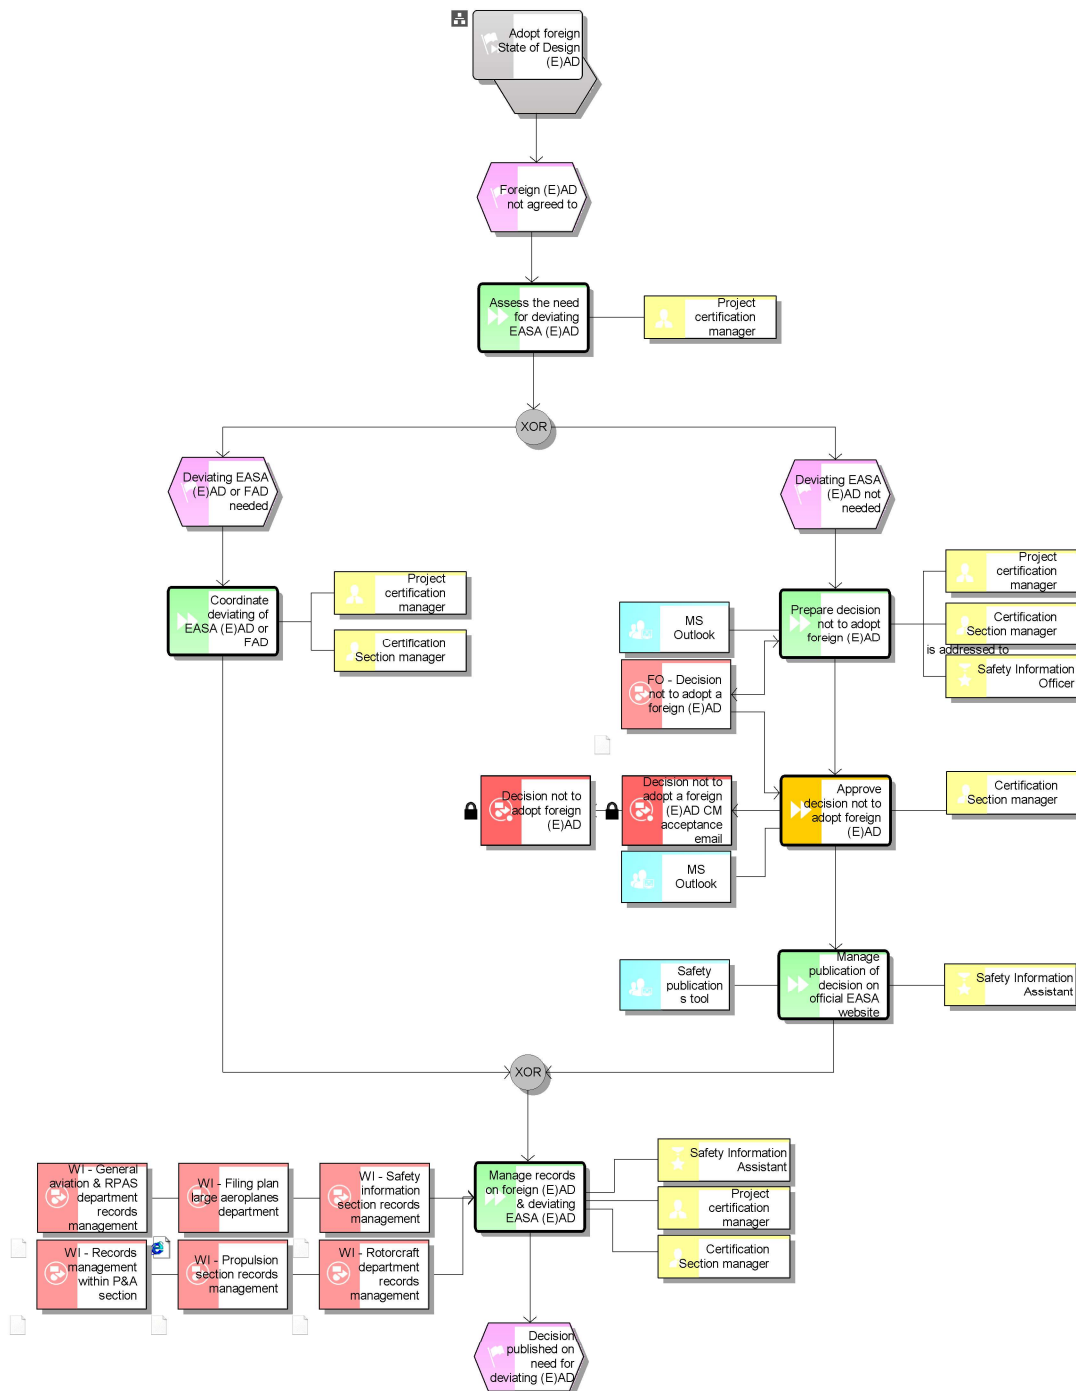 Adopt foreign
State of Design
(E)AD
Foreign (E)AD
not agreed to
Assess the need
for deviating
EASA (E)AD
Project
certification
manager
XOR
Deviating EASA
(E)AD or FAD
needed
Deviating EASA
(E)AD not
needed
Coordinate
deviating of
EASA (E)AD or
FAD
Project
certification
manager
Certification
Section manager
MS
Outlook
FO - Decision
not to adopt a
foreign (E)AD
Prepare decision
not to adopt
foreign (E)AD
Project
certification
manager
Certification
Section manager
is addressed to
Safety Information
Officer
Decision not to
adopt foreign
(E)AD
Decision not to
adopt a foreign
(E)AD CM
acceptance
email
MS
Outlook
Approve
decision not to
adopt foreign
(E)AD
Certification
Section manager
Safety
publication
s tool
Manage
publication of
decision on
official EASA
website
Safety Information
Assistant
XOR
WI - General
aviation & RPAS
department
records
management
WI - Filing plan
large aeroplanes
department
WI - Safety
information
section records
management
Manage records
on foreign (E)AD
& deviating
EASA (E)AD
Safety Information
Assistant
Project
certification
manager
Certification
Section manager
WI - Records
management
within P&A
section
WI - Propulsion
section records
management
WI - Rotorcraft
department
records
management
Decision
published on
need for
deviating (E)AD